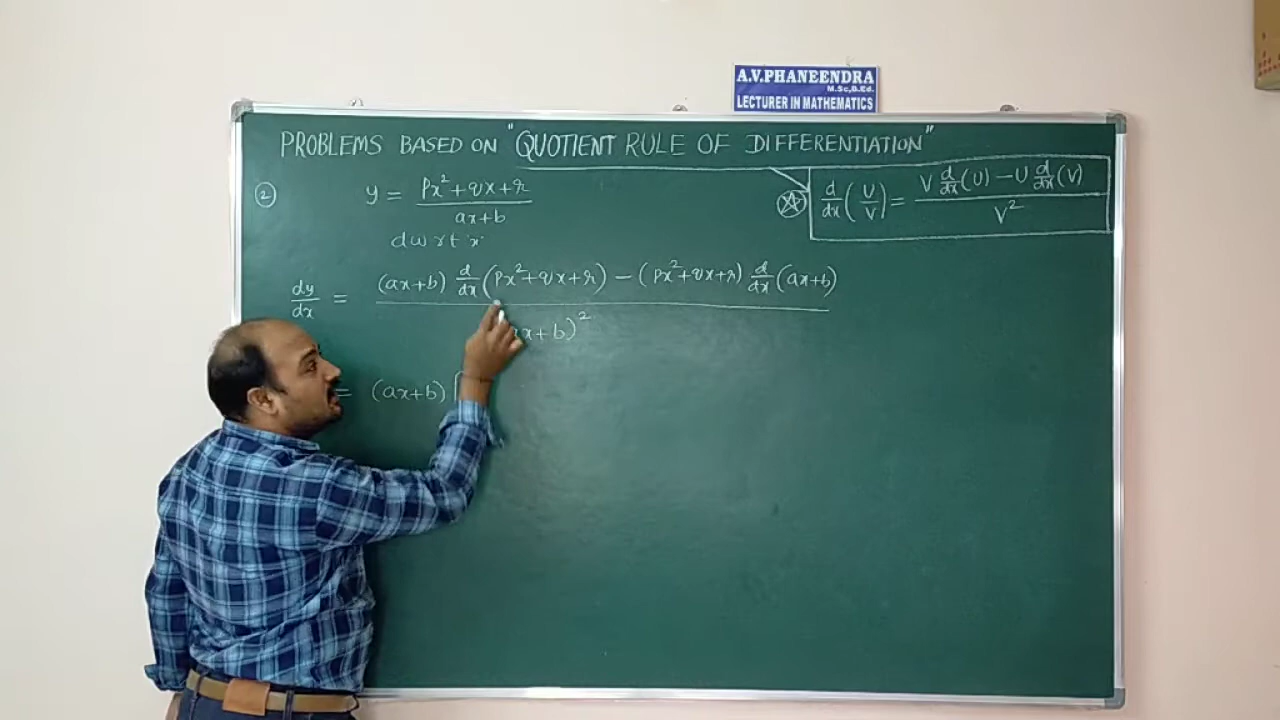 A.V.PHANEENDRA
M.Sc,B.Ed.
LECTURER IN MATHEMATICS
PROBLEMS BASED ON "QUOTIENT RULE OF DIFFERENTIATION"
d/dx (U/V) = (V d/dx (U) − U d/dx (V)) / V²
② y = (px² + qx + r) / (ax+b)
d w r t x
dy/dx = ((ax+b) d/dx (px² + qx + r) − (px² + qx + r) d/dx (ax+b)) / (ax+b)²
= (ax+b) [